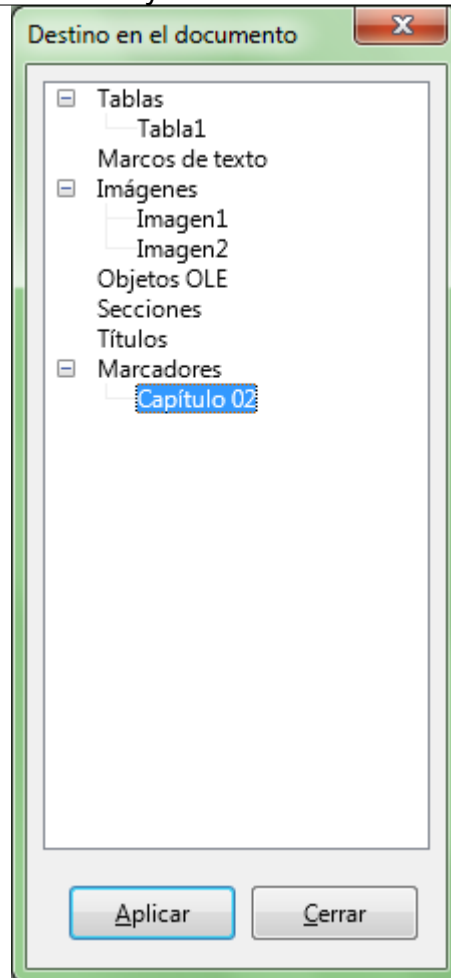 Destino en el documento
Tablas
Tabla1
Marcos de texto
Imágenes
Imagen1
Imagen2
Objetos OLE
Secciones
Títulos
Marcadores
Capítulo 02
Aplicar
Cerrar